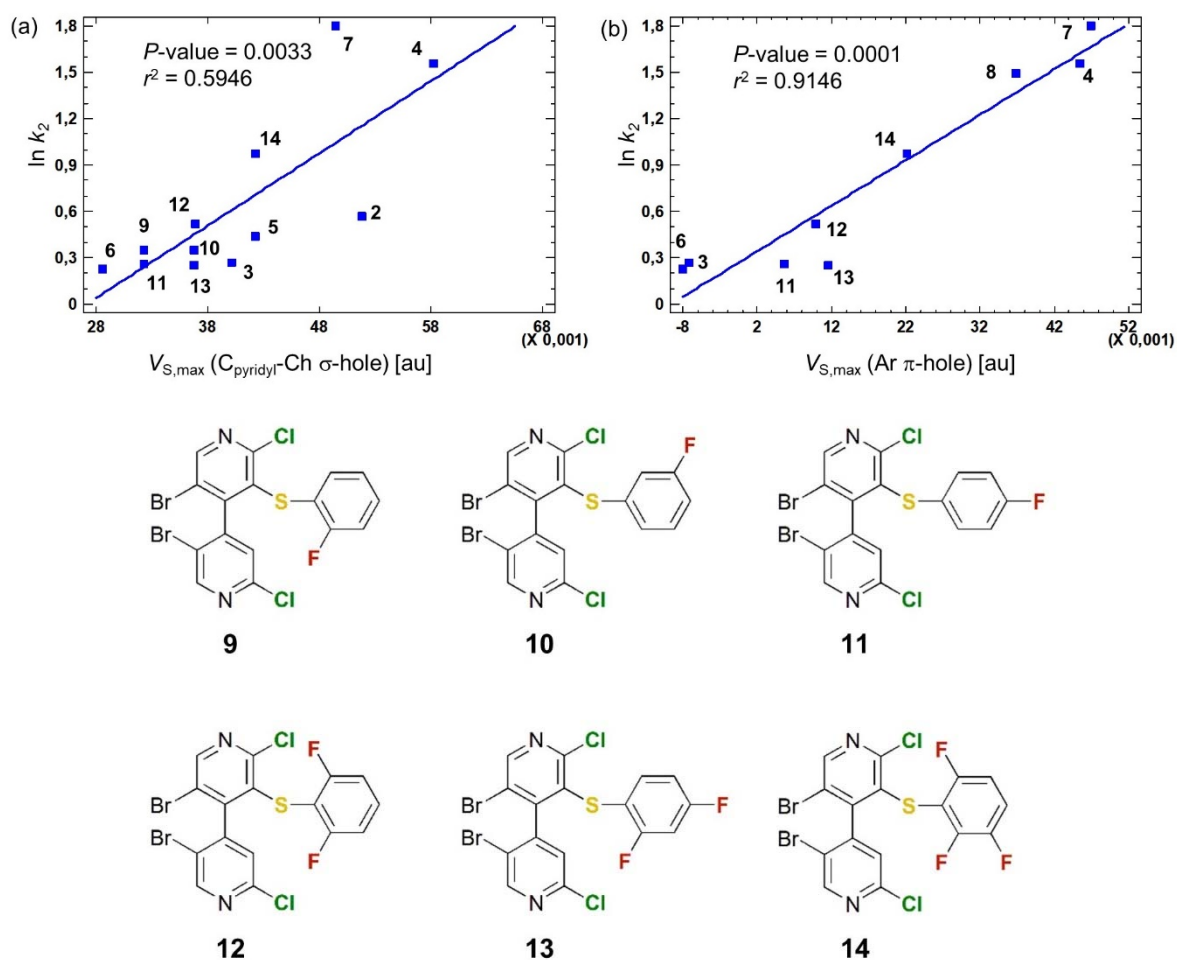 (a)
P-value = 0.0033
r² = 0.5946
ln k₂
1,8
1,5
1,2
0,9
0,6
0,3
0
7
4
14
12
9
5
2
6
10
11
13
3
28
38
48
58
68
(X 0,001)
V_S,max (C_pyridyl-Ch σ-hole) [au]
(b)
P-value = 0.0001
r² = 0.9146
ln k₂
1,8
1,5
1,2
0,9
0,6
0,3
0
7
8
4
14
12
6
3
11
13
-8
2
12
22
32
42
52
(X 0,001)
V_S,max (Ar π-hole) [au]
N
Cl
Br
S
Br
F
N
Cl
9
N
Cl
F
Br
S
Br
N
Cl
10
N
Cl
Br
S
F
Br
N
Cl
11
N
Cl
F
Br
S
Br
F
N
Cl
12
N
Cl
Br
S
F
Br
F
N
Cl
13
N
Cl
F
Br
S
Br
F
F
N
Cl
14